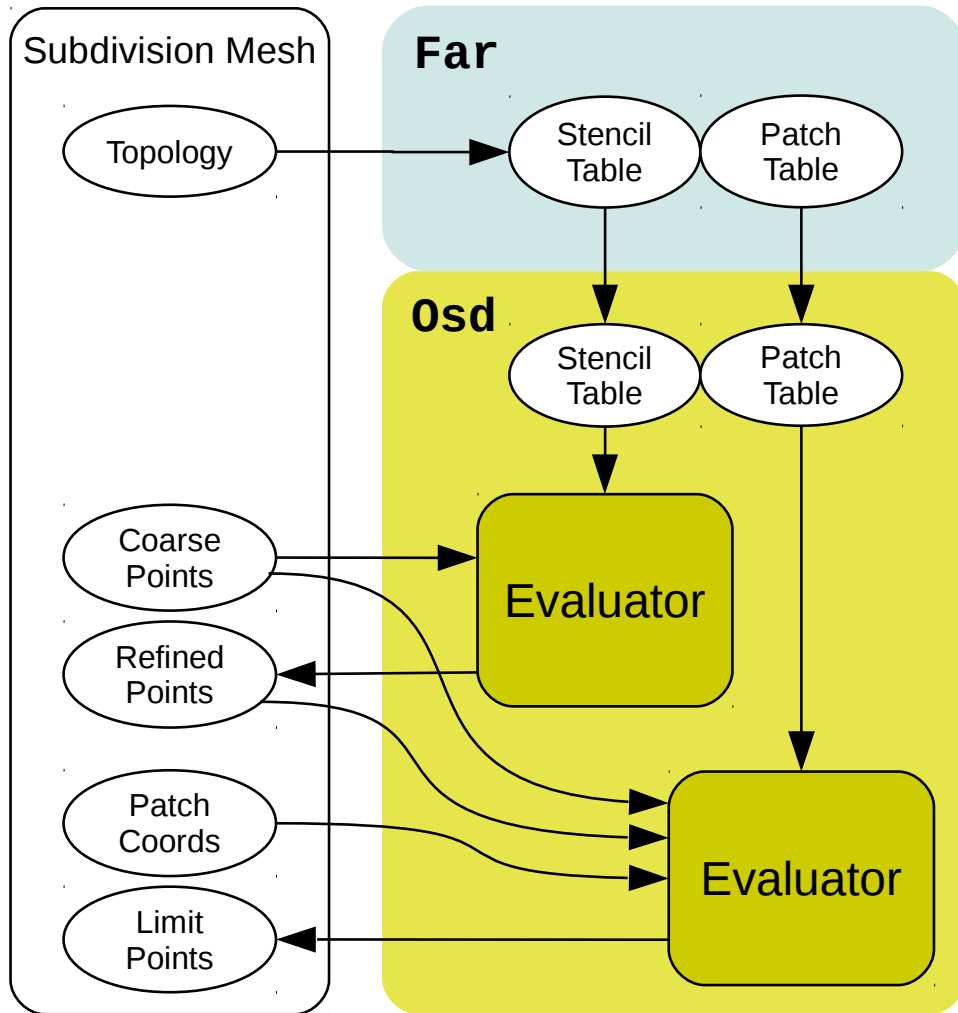 Subdivision Mesh
Far
Topology
Stencil
Table
Patch
Table
Osd
Stencil
Table
Patch
Table
Coarse
Points
Evaluator
Refined
Points
Patch
Coords
Evaluator
Limit
Points